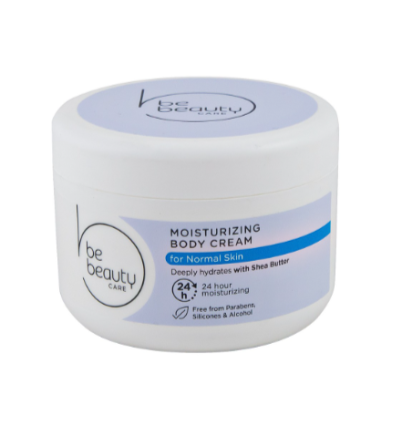 be
beauty
CARE
be
beauty
CARE
MOISTURIZING
BODY CREAM
for Normal Skin
Deeply hydrates with Shea Butter
24 h
24 hour
moisturizing
Free from Parabens,
Silicones & Alcohol